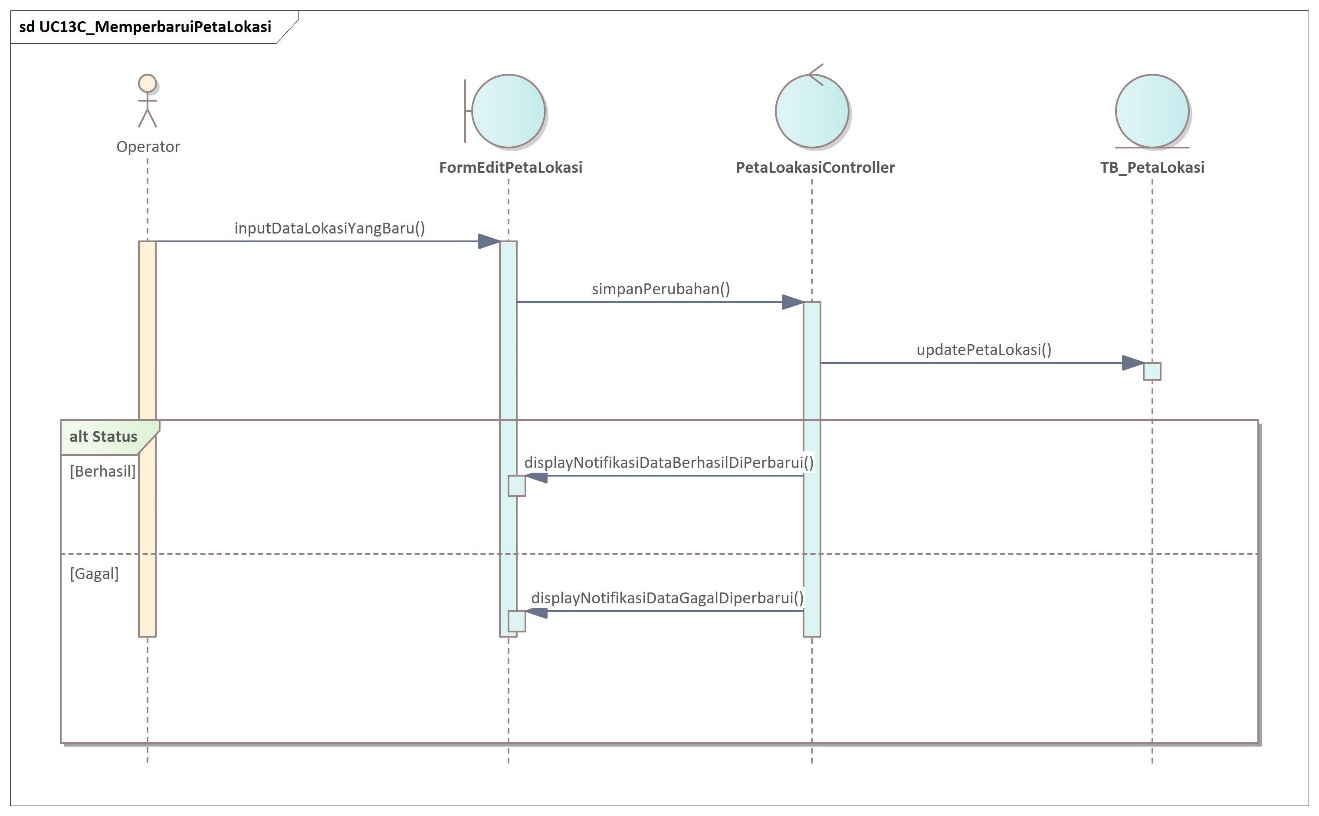 sd UC13C_MemperbaruiPetaLokasi
Operator
FormEditPetaLokasi
PetaLoakasiController
TB_PetaLokasi
inputDataLokasiYangBaru()
simpanPerubahan()
updatePetaLokasi()
alt Status
[Berhasil]
displayNotifikasiDataBerhasilDiPerbarui()
[Gagal]
displayNotifikasiDataGagalDiperbarui()